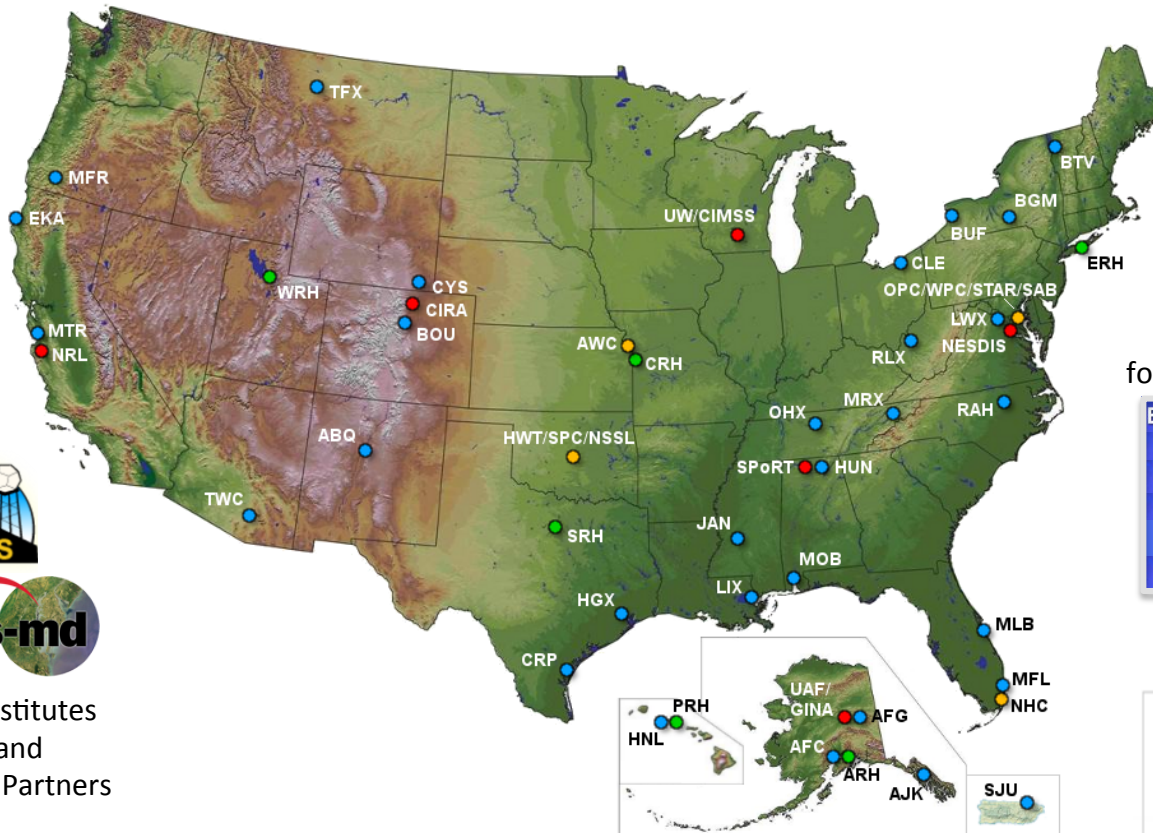 TFX
MFR
EKA
WRH
CYS
CIRA
BOU
MTR
NRL
ABQ
TWC
UW/CIMSS
AWC
CRH
HWT/SPC/NSSL
SRH
HGX
CRP
BTV
BGM
BUF
ERH
CLE
OPC/WPC/STAR/SAB
LWX
NESDIS
RLX
MRX
OHX
RAH
SPoRT
HUN
JAN
MOB
LIX
MLB
MFL
NHC
PRH
HNL
UAF/
GINA
AFG
AFC
ARH
AJK
SJU
S
s-md
stitutes
and
Partners
fo